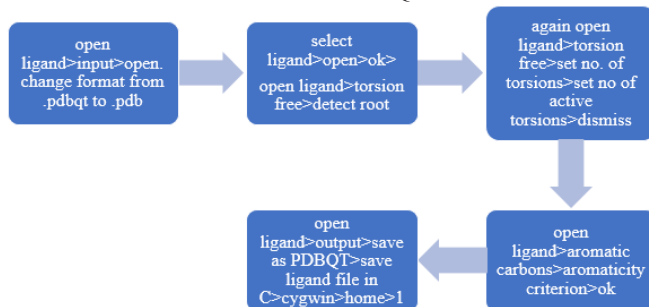 open
ligand>input>open.
change format from
.pdbqt to .pdb
select
ligand>open>ok>
open ligand>torsion
free>detect root
again open
ligand>torsion
free>set no. of
torsions>set no of
active
torsions>dismiss
open
ligand>aromatic
carbons>aromaticity
criterion>ok
open
ligand>output>save
as PDBQT>save
ligand file in
C>cygwin>home>1